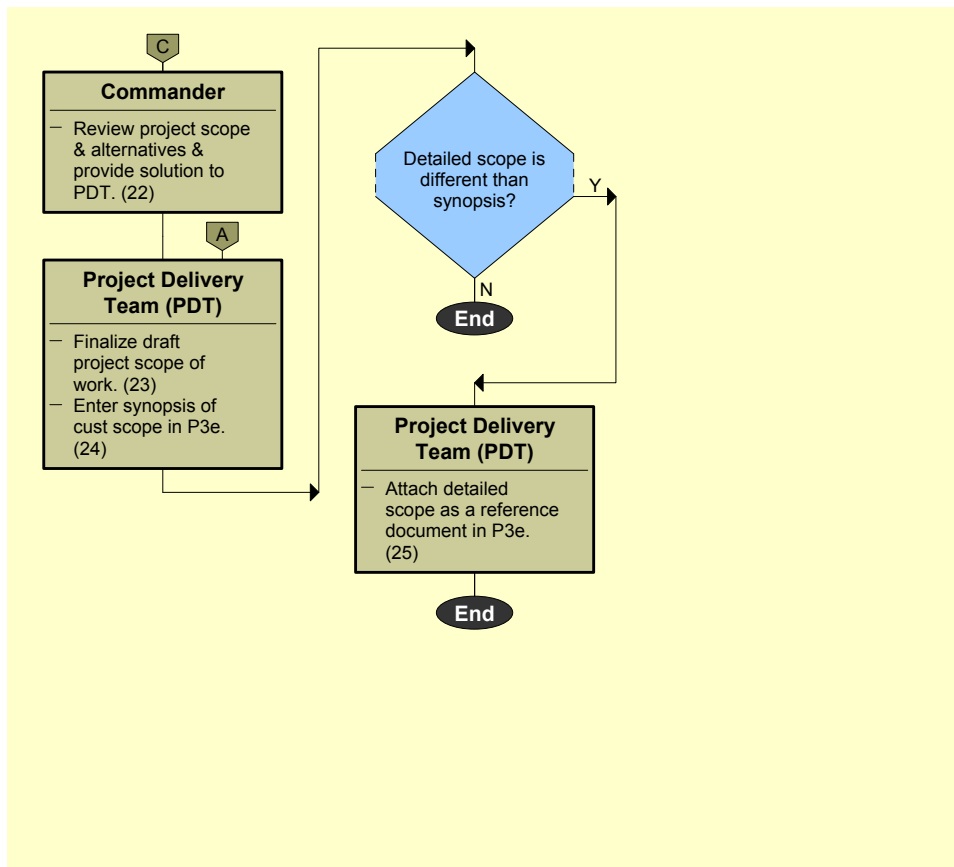 C
Commander
— Review project scope
& alternatives &
provide solution to
PDT. (22)
A
Project Delivery
Team (PDT)
— Finalize draft
project scope of
work. (23)
— Enter synopsis of
cust scope in P3e.
(24)
Detailed scope is
different than
synopsis?
Y
N
End
Project Delivery
Team (PDT)
— Attach detailed
scope as a reference
document in P3e.
(25)
End